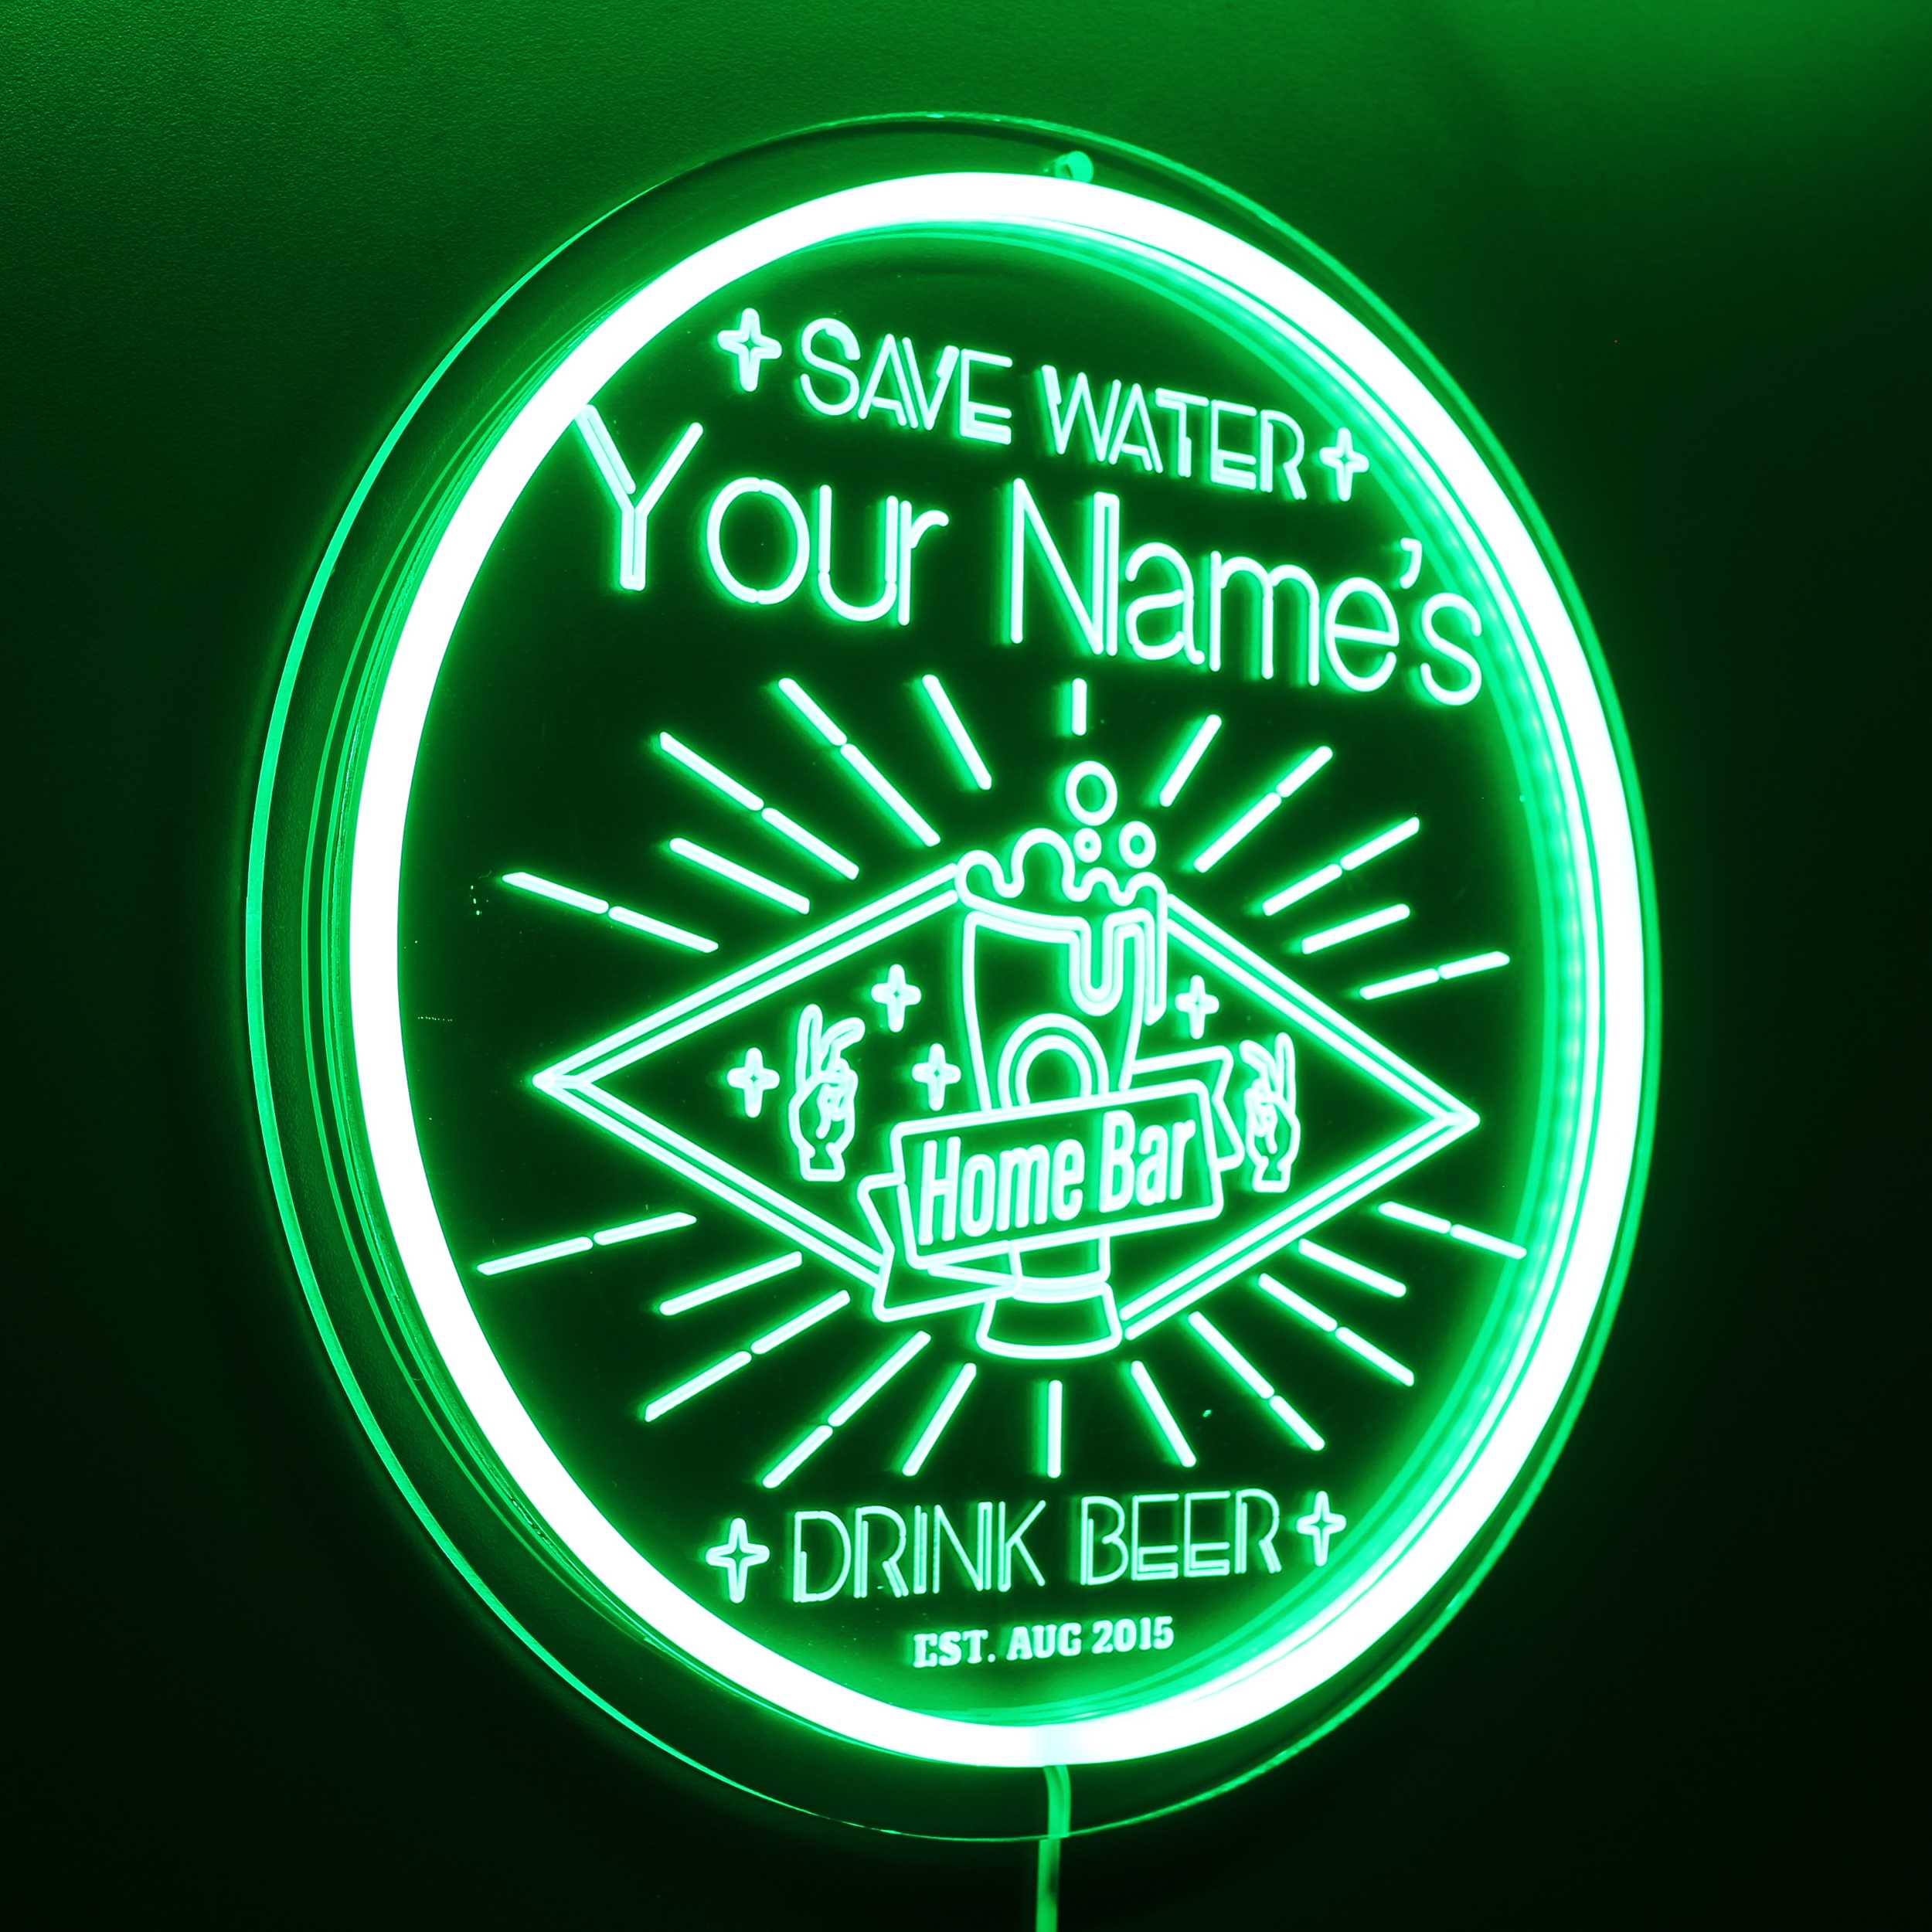 SAVE WATER
Your Name's
Home Bar
DRINK BEER
EST. AUG 2015